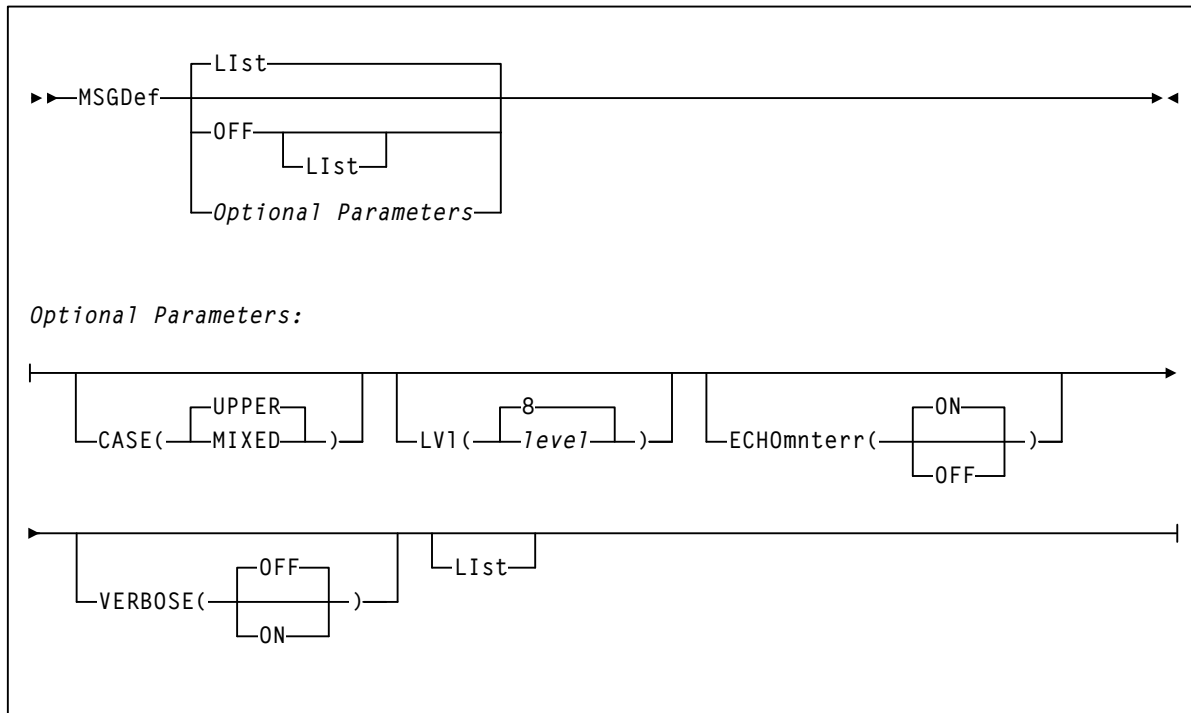 LIst
MSGDef
OFF
LIst
Optional Parameters
Optional Parameters:
UPPER
CASE( MIXED )
8
LVl( level )
ON
ECHOmnterr( )
OFF
OFF
VERBOSE( )
ON
LIst